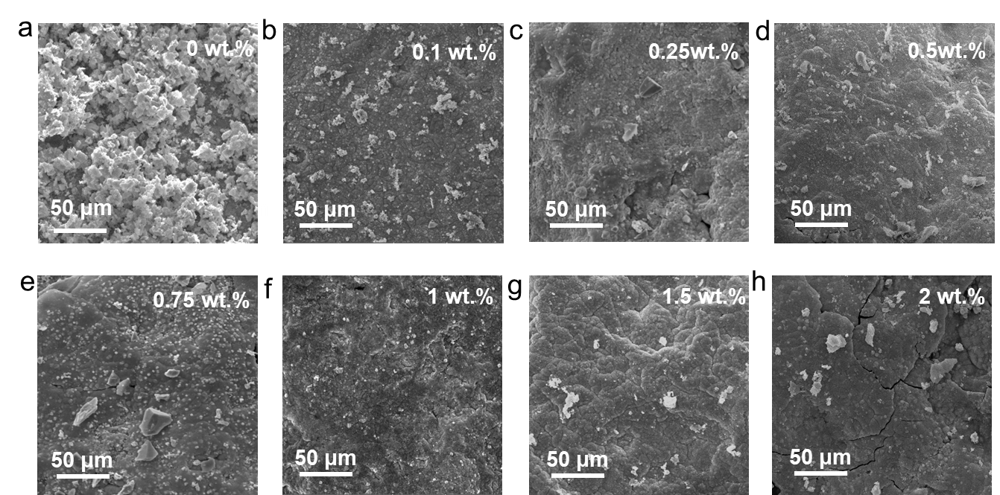 a
0 wt.%
50 µm
b
0.1 wt.%
50 µm
c
0.25wt.%
50 µm
d
0.5wt.%
50 µm
e
0.75 wt.%
50 µm
f
1 wt.%
50 µm
g
1.5 wt.%
50 µm
h
2 wt.%
50 µm